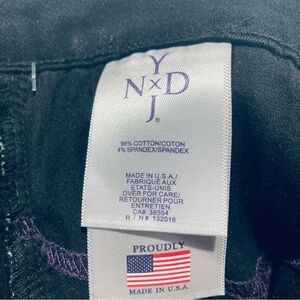 Y
N × D
J®
96% COTTON/COTON
4% SPANDEX/SPANDEX
MADE IN U.S.A./
FABRIQUÉ AUX
ETATS-UNIS
OVER FOR CARE/
RETOURNER POUR
ENTRETIEN
CA# 38554
R / N# 132016
PROUDLY
MADE IN U.S.A.